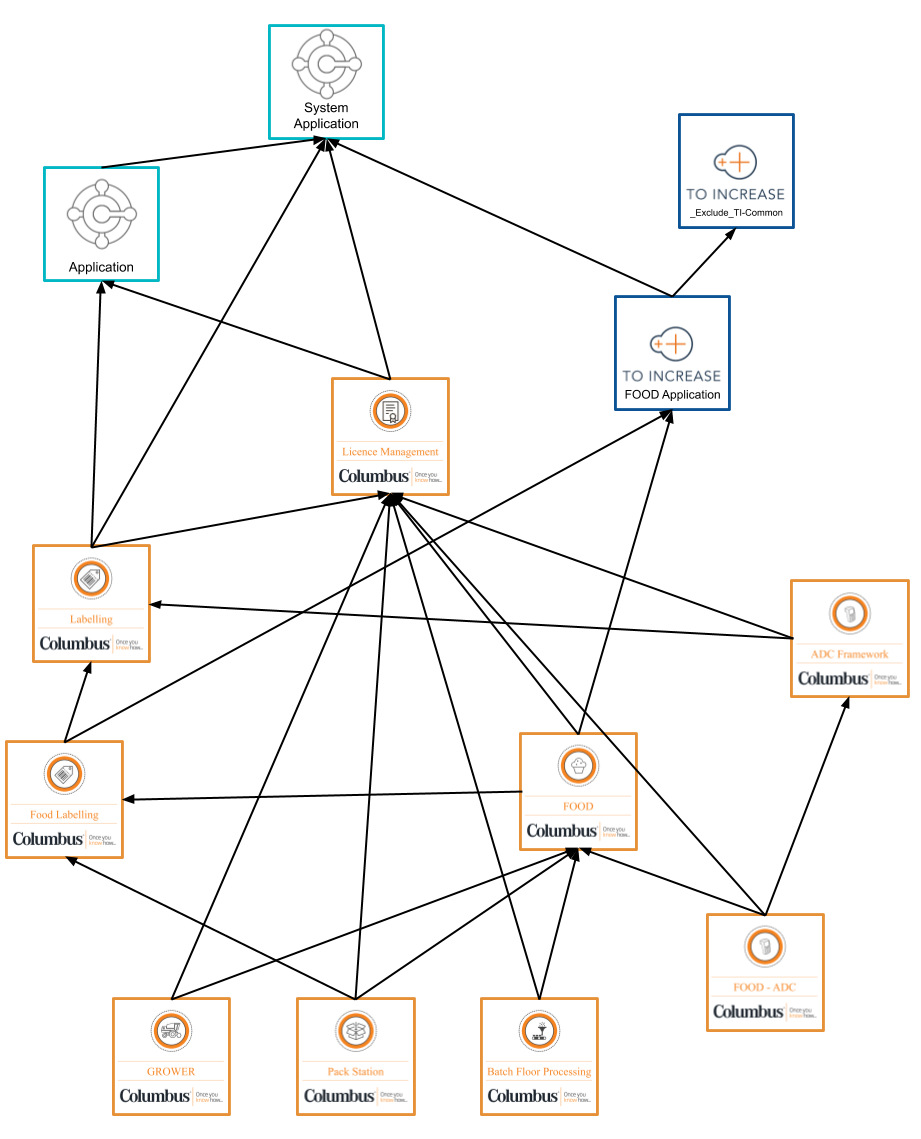 System
Application
TO INCREASE
_Exclude_TI-Common
Application
TO INCREASE
FOOD Application
Licence Management
Columbus Once you
know how...
Labelling
Columbus Once you
know how...
ADC Framework
Columbus Once you
know how...
Food Labelling
Columbus Once you
know how...
FOOD
Columbus Once you
know how...
FOOD - ADC
Columbus Once you
know how...
GROWER
Columbus Once you
know how...
Pack Station
Columbus Once you
know how...
Batch Floor Processing
Columbus Once you
know how...